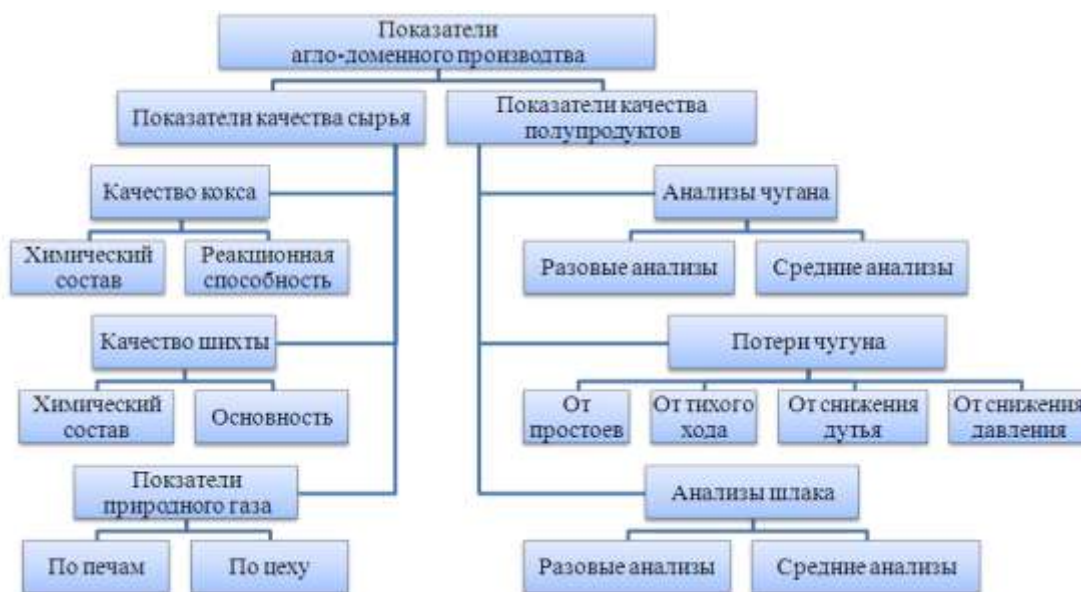 Показатели
агло-доменного производтва
Показатели качества сырья
Показатели качества
полупродуктов
Качество кокса
Анализы чугана
Химический
состав
Реакционная
способность
Разовые анализы
Средние анализы
Качество шихты
Потери чугуна
Химический
состав
Основность
От
простоев
От тихого
хода
От снижения
дутья
От снижения
давления
Покзатели
природного газа
Анализы шлака
По печам
По цеху
Разовые анализы
Средние анализы